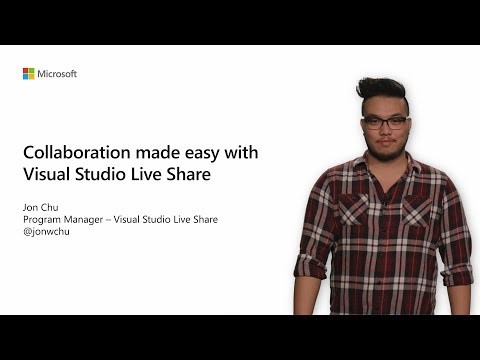 Microsoft
Collaboration made easy with
Visual Studio Live Share
Jon Chu
Program Manager – Visual Studio Live Share
@jonwchu